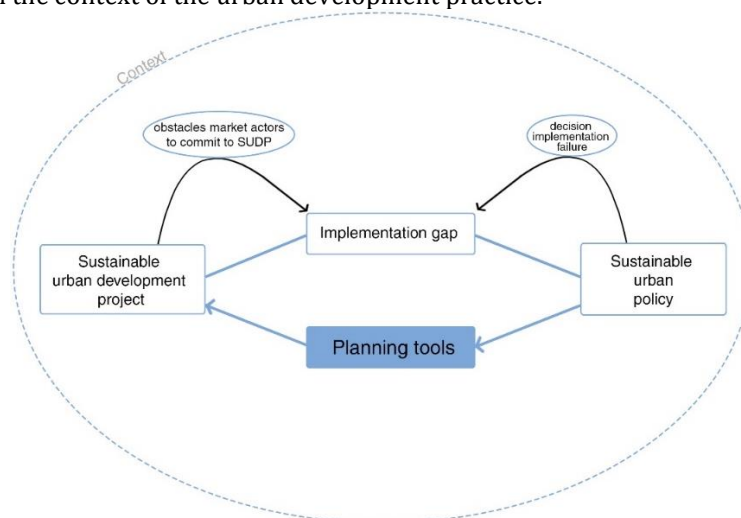 the context of the urban development practice.
Context
obstacles market actors
to commit to SUDP
decision
implementation
failure
Implementation gap
Sustainable
urban development
project
Sustainable
urban
policy
Planning tools